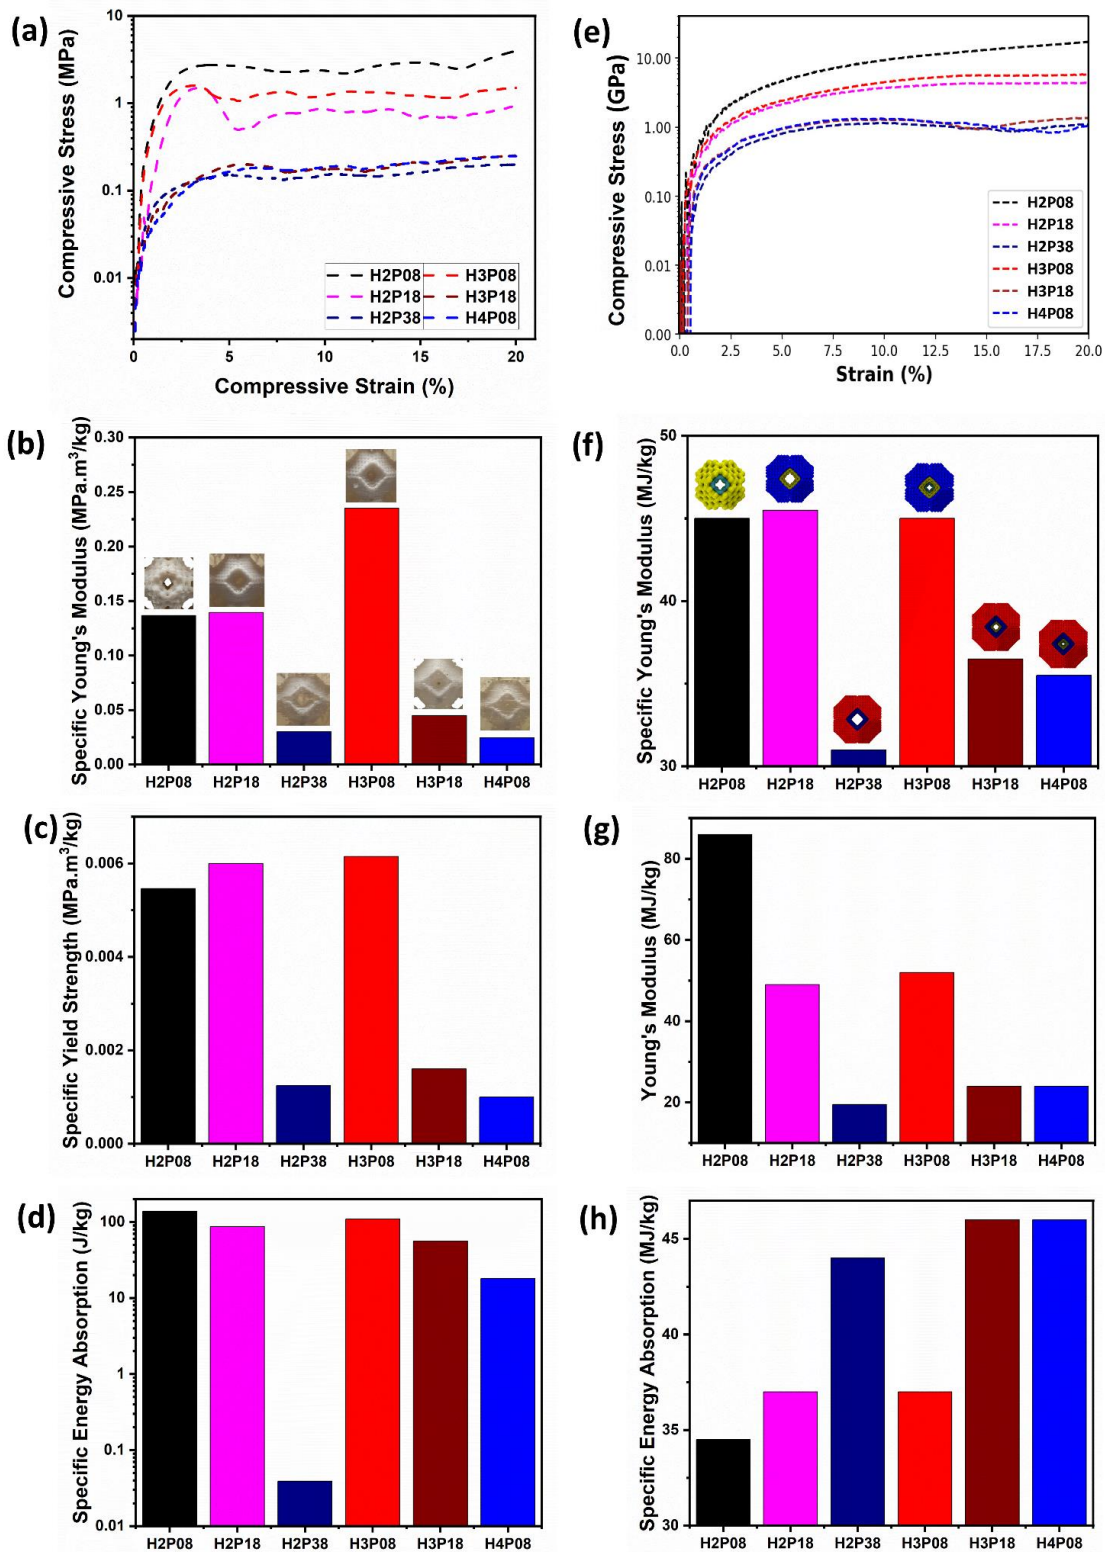 (a)
Compressive Stress (MPa)
10
1
0.1
0.01
0
5
10
15
20
Compressive Strain (%)
H2P08
H3P08
H2P18
H3P18
H2P38
H4P08
(e)
Compressive Stress (GPa)
10.00
1.00
0.10
0.01
0.00
0.0
2.5
5.0
7.5
10.0
12.5
15.0
17.5
20.0
Strain (%)
H2P08
H2P18
H2P38
H3P08
H3P18
H4P08
(b)
Specific Young's Modulus (MPa.m³/kg)
0.30
0.25
0.20
0.15
0.10
0.05
0.00
H2P08
H2P18
H2P38
H3P08
H3P18
H4P08
(f)
Specific Young's Modulus (MJ/kg)
50
40
30
H2P08
H2P18
H2P38
H3P08
H3P18
H4P08
(c)
Specific Yield Strength (MPa.m³/kg)
0.006
0.004
0.002
0.000
H2P08
H2P18
H2P38
H3P08
H3P18
H4P08
(g)
Young's Modulus (MJ/kg)
80
60
40
20
H2P08
H2P18
H2P38
H3P08
H3P18
H4P08
(d)
Specific Energy Absorption (J/kg)
100
10
1
0.1
0.01
H2P08
H2P18
H2P38
H3P08
H3P18
H4P08
(h)
Specific Energy Absorption (MJ/kg)
45
40
35
30
H2P08
H2P18
H2P38
H3P08
H3P18
H4P08